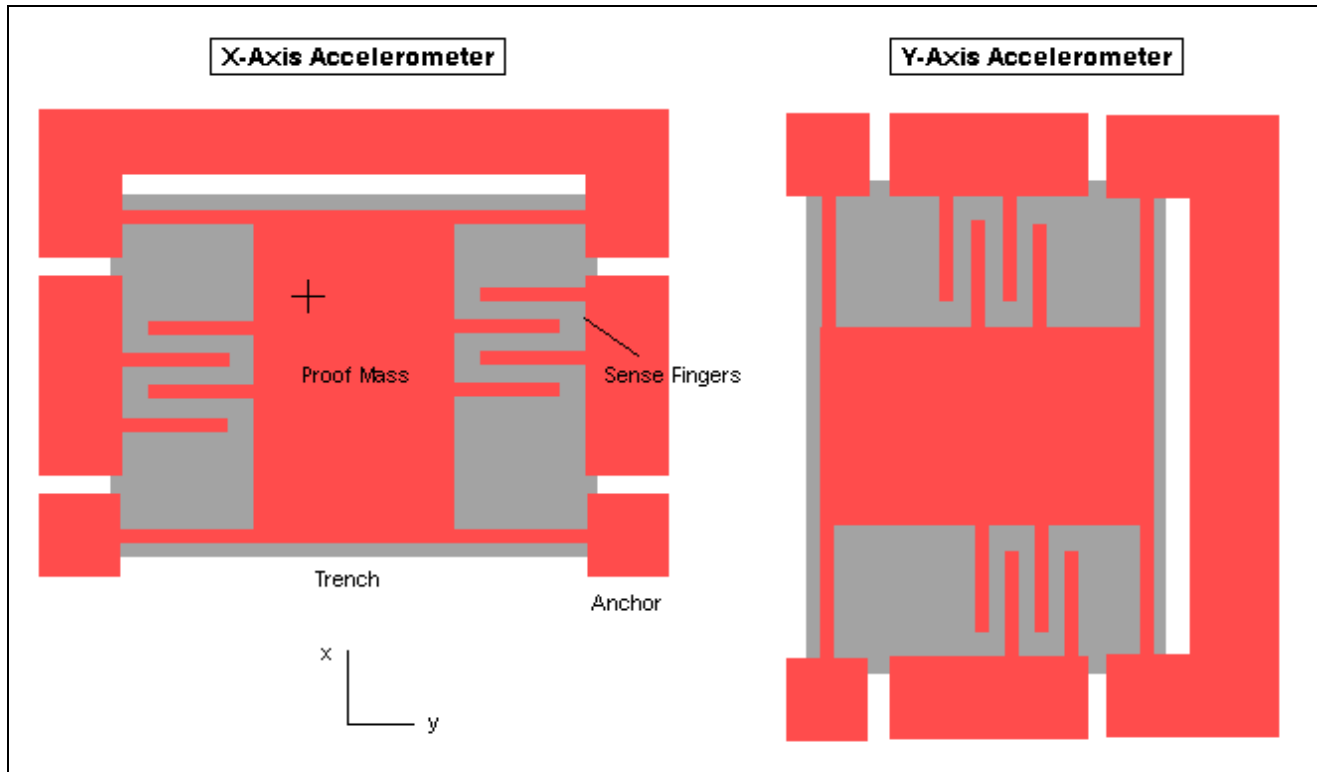 X-Axis Accelerometer
Y-Axis Accelerometer
Proof Mass
Sense Fingers
Trench
Anchor
x
y